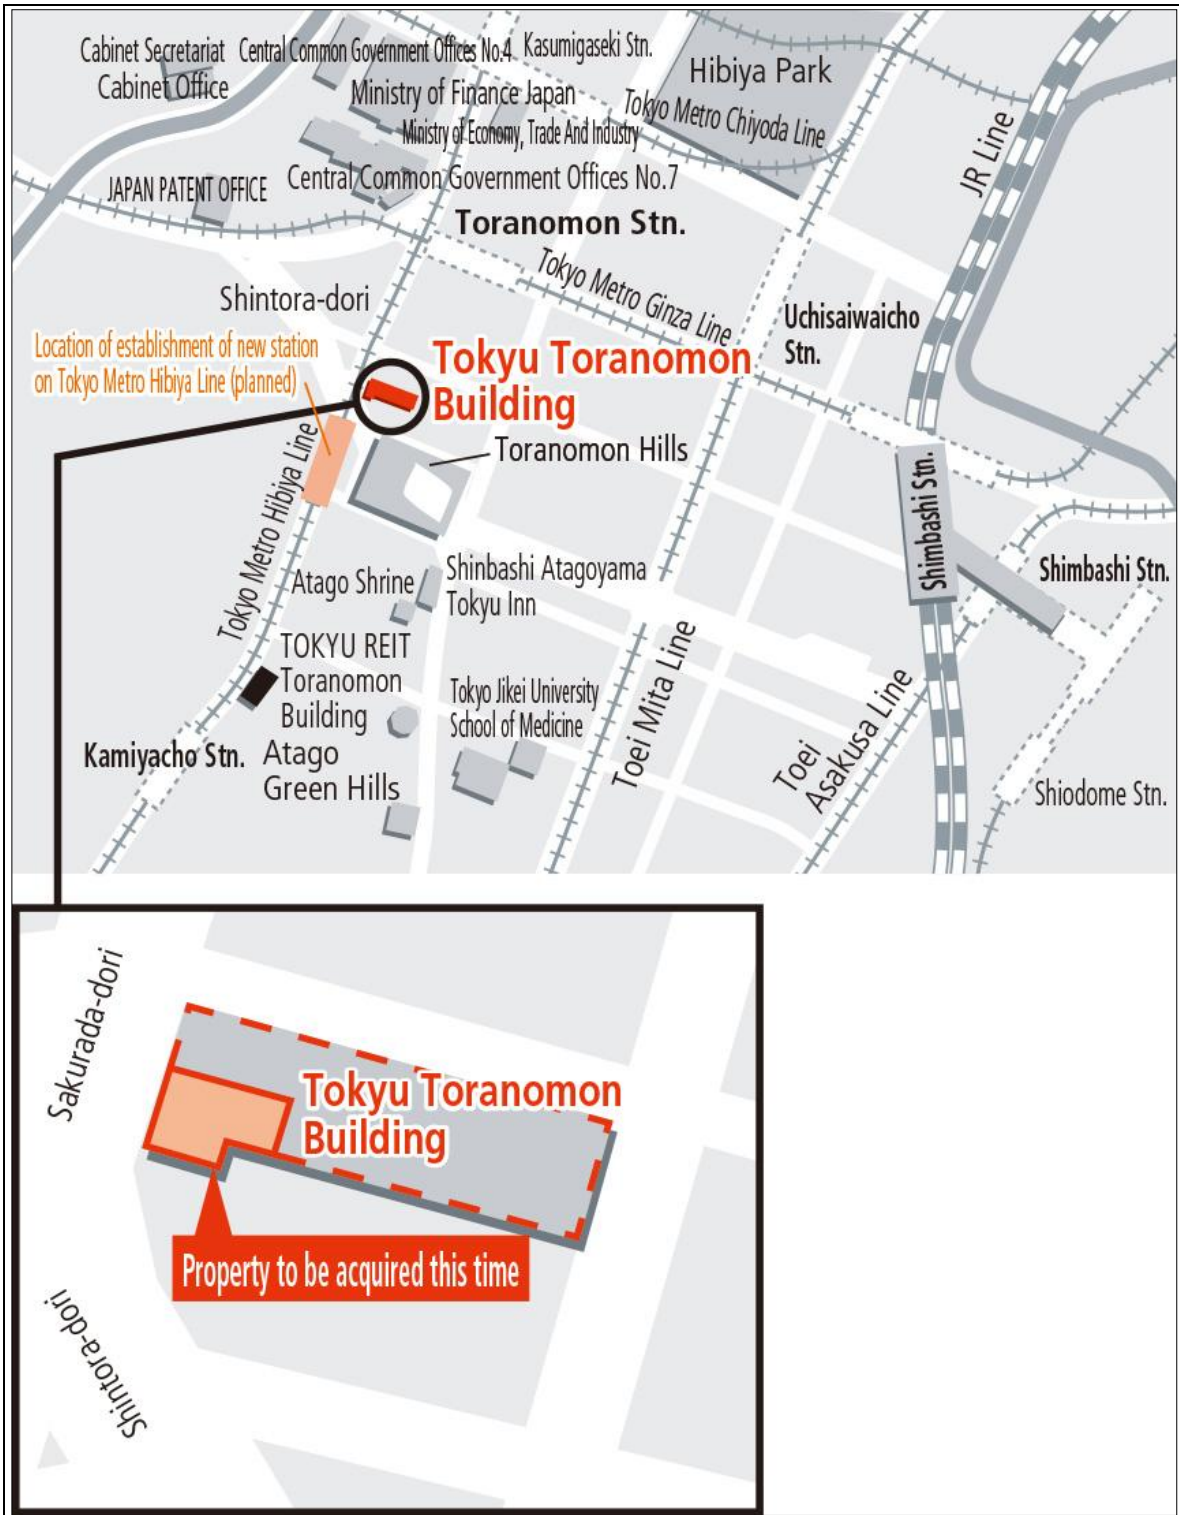 Cabinet Secretariat
Cabinet Office
Central Common Government Offices No.4
Kasumigaseki Stn.
Hibiya Park
Ministry of Finance Japan
Tokyo Metro Chiyoda Line
Ministry of Economy, Trade And Industry
JR Line
JAPAN PATENT OFFICE
Central Common Government Offices No.7
Toranomon Stn.
Tokyo Metro Ginza Line
Shintora-dori
Uchisaiwaicho
Stn.
Location of establishment of new station
on Tokyo Metro Hibiya Line (planned)
Tokyu Toranomon
Building
Toranomon Hills
Tokyo Metro Hibiya Line
Shimbashi Stn.
Shimbashi Stn.
Atago Shrine
Shinbashi Atagoyama
Tokyu Inn
TOKYU REIT
Toranomon
Building
Tokyo Jikei University
School of Medicine
Toei Mita Line
Toei
Asakusa Line
Kamiyacho Stn.
Atago
Green Hills
Shiodome Stn.
Sakurada-dori
Tokyu Toranomon
Building
Property to be acquired this time
Shintora-dori